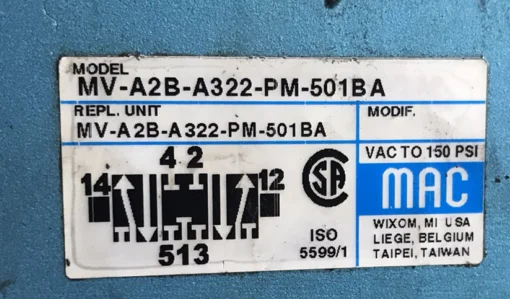 MODEL
MV-A2B-A322-PM-501BA
REPL. UNIT
MODIF.
MV-A2B-A322-PM-501BA
4 2
14
12
513
SA
ISO
5599/1
VAC TO 150 PSI
MAC
WIXOM, MI USA
LIEGE, BELGIUM
TAIPEI, TAIWAN